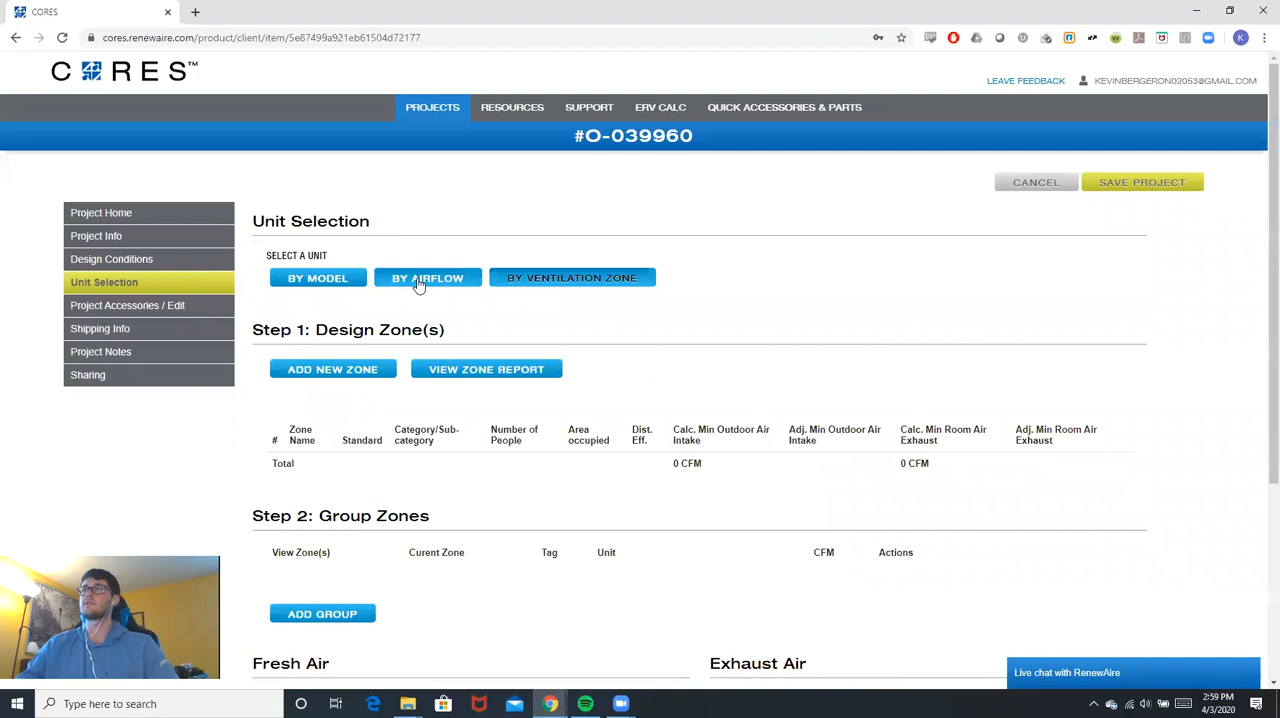 CORES
cores.renewaire.com/product/client/item/5e87499a921eb61504d72177
CORES™
LEAVE FEEDBACK
KEVINBERGERON02053@GMAIL.COM
PROJECTS RESOURCES SUPPORT ERV CALC QUICK ACCESSORIES & PARTS
#O-039960
CANCEL SAVE PROJECT
Project Home
Project Info
Design Conditions
Unit Selection
Project Accessories / Edit
Shipping Info
Project Notes
Sharing
Unit Selection
SELECT A UNIT
BY MODEL BY AIRFLOW BY VENTILATION ZONE
Step 1: Design Zone(s)
ADD NEW ZONE VIEW ZONE REPORT
# Zone Name Standard Category/Sub-category Number of People Area occupied Dist. Eff. Calc. Min Outdoor Air Intake Adj. Min Outdoor Air Intake Calc. Min Room Air Exhaust Adj. Min Room Air Exhaust
Total 0 CFM 0 CFM
Step 2: Group Zones
View Zone(s) Curent Zone Tag Unit CFM Actions
ADD GROUP
Fresh Air Exhaust Air
Live chat with RenewAire
Type here to search
2:59 PM
4/3/2020